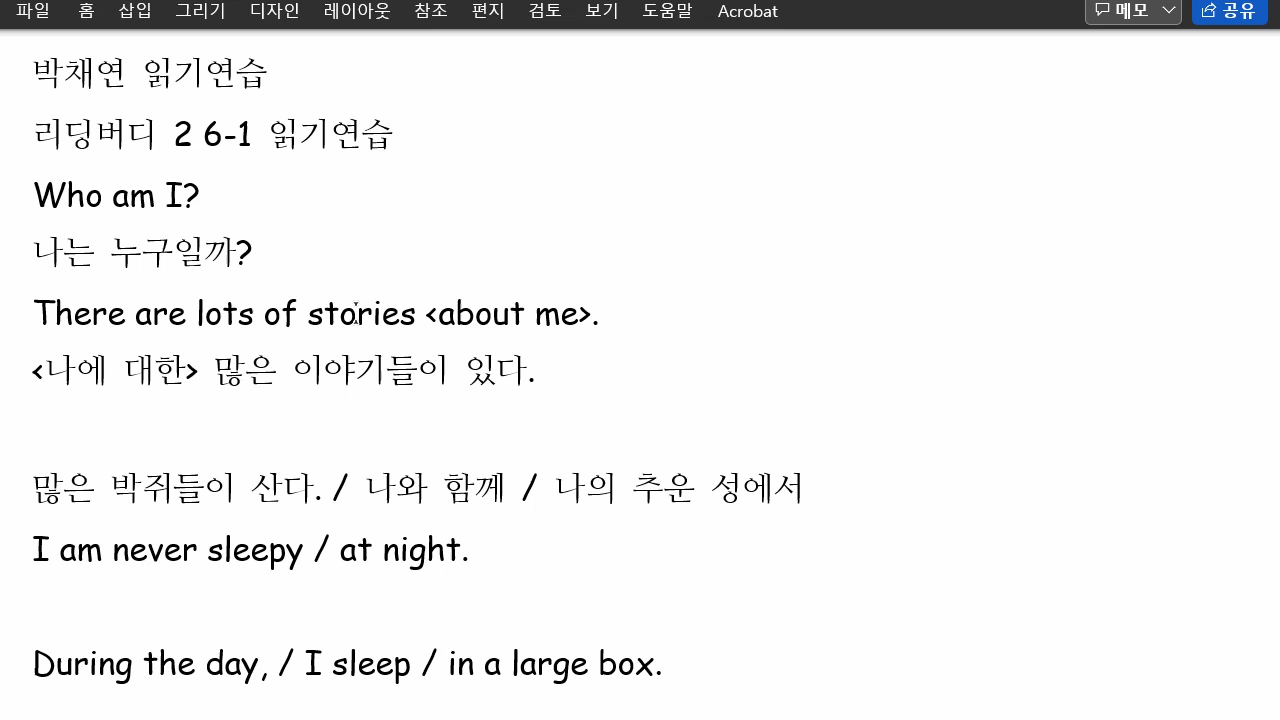 파일 홈 삽입 그리기 디자인 레이아웃 참조 편지 검토 보기 도움말 Acrobat 메모 공유
박채연 읽기연습
리딩버디 2 6-1 읽기연습
Who am I?
나는 누구일까?
There are lots of stories <about me>.
<나에 대한> 많은 이야기들이 있다.
많은 박쥐들이 산다. / 나와 함께 / 나의 추운 성에서
I am never sleepy / at night.
During the day, / I sleep / in a large box.